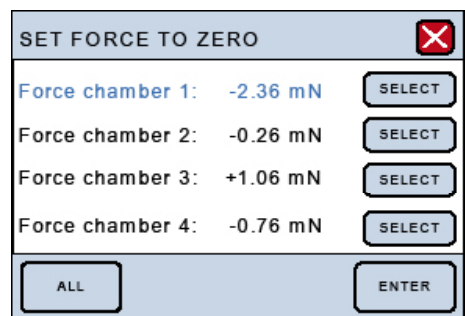 SET FORCE TO ZERO
Force chamber 1: -2.36 mN SELECT
Force chamber 2: -0.26 mN SELECT
Force chamber 3: +1.06 mN SELECT
Force chamber 4: -0.76 mN SELECT
ALL ENTER